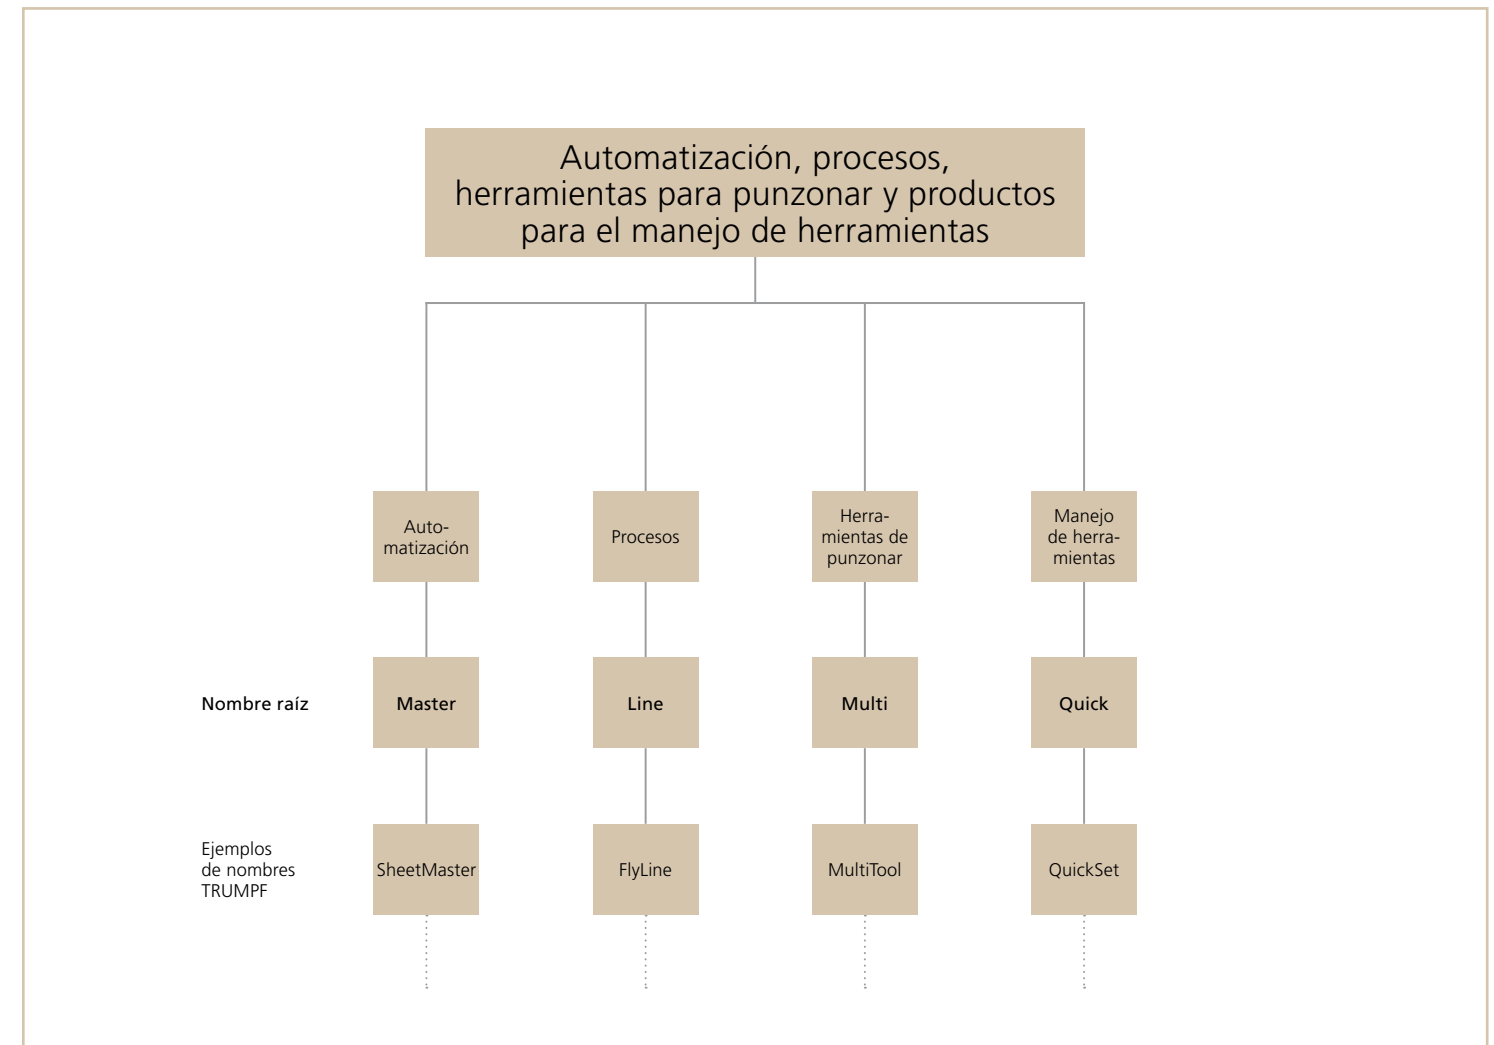 Automatización, procesos,
herramientas para punzonar y productos
para el manejo de herramientas
Auto-
matización
Procesos
Herra-
mientas de
punzonar
Manejo
de herra-
mientas
Nombre raíz
Master
Line
Multi
Quick
Ejemplos
de nombres
TRUMPF
SheetMaster
FlyLine
MultiTool
QuickSet